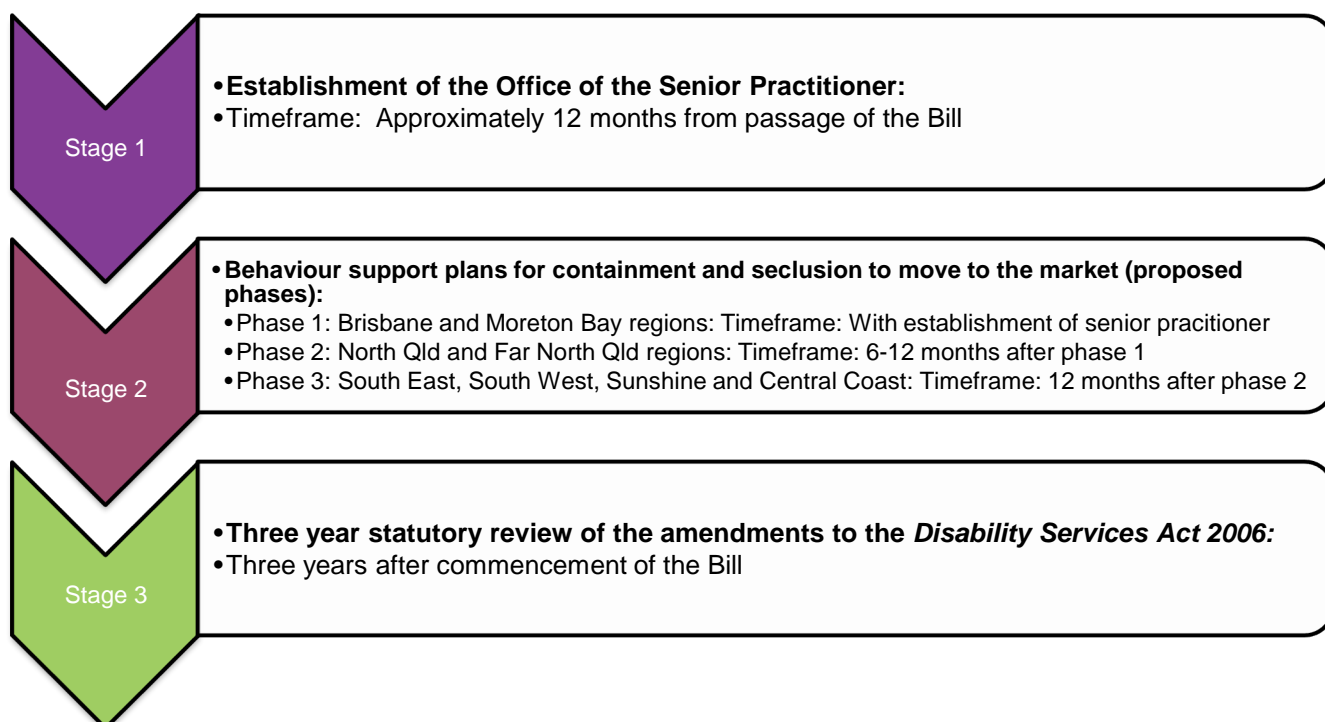 Stage 1
•Establishment of the Office of the Senior Practitioner:
•Timeframe: Approximately 12 months from passage of the Bill
Stage 2
•Behaviour support plans for containment and seclusion to move to the market (proposed
phases):
•Phase 1: Brisbane and Moreton Bay regions: Timeframe: With establishment of senior pracitioner
•Phase 2: North Qld and Far North Qld regions: Timeframe: 6-12 months after phase 1
•Phase 3: South East, South West, Sunshine and Central Coast: Timeframe: 12 months after phase 2
Stage 3
•Three year statutory review of the amendments to the Disability Services Act 2006:
•Three years after commencement of the Bill